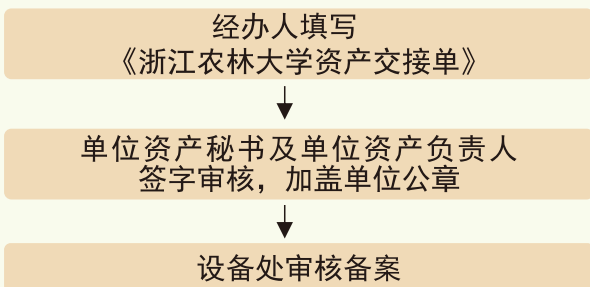 经办人填写
《浙江农林大学资产交接单》
单位资产秘书及单位资产负责人
签字审核，加盖单位公章
设备处审核备案